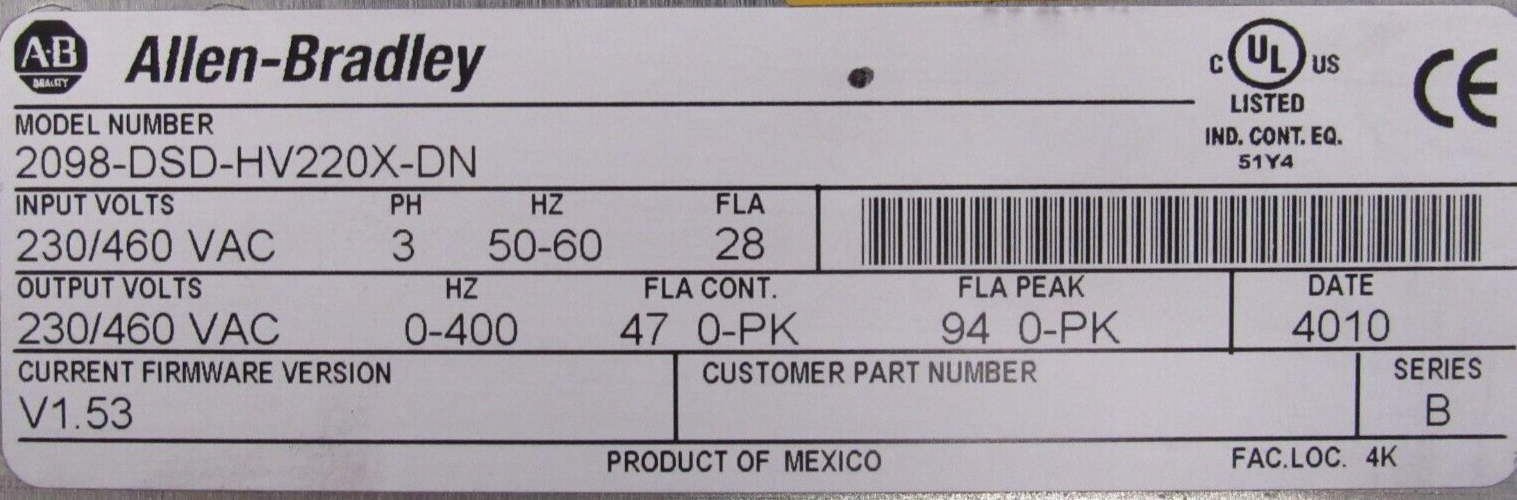 A-B Allen-Bradley
QUALITY
C UL US
LISTED
IND. CONT. EQ.
51Y4
CE
MODEL NUMBER
2098-DSD-HV220X-DN
INPUT VOLTS PH HZ FLA
230/460 VAC 3 50-60 28
OUTPUT VOLTS HZ FLA CONT. FLA PEAK DATE
230/460 VAC 0-400 47 0-PK 94 0-PK 4010
CURRENT FIRMWARE VERSION CUSTOMER PART NUMBER SERIES
V1.53 B
PRODUCT OF MEXICO FAC.LOC. 4K